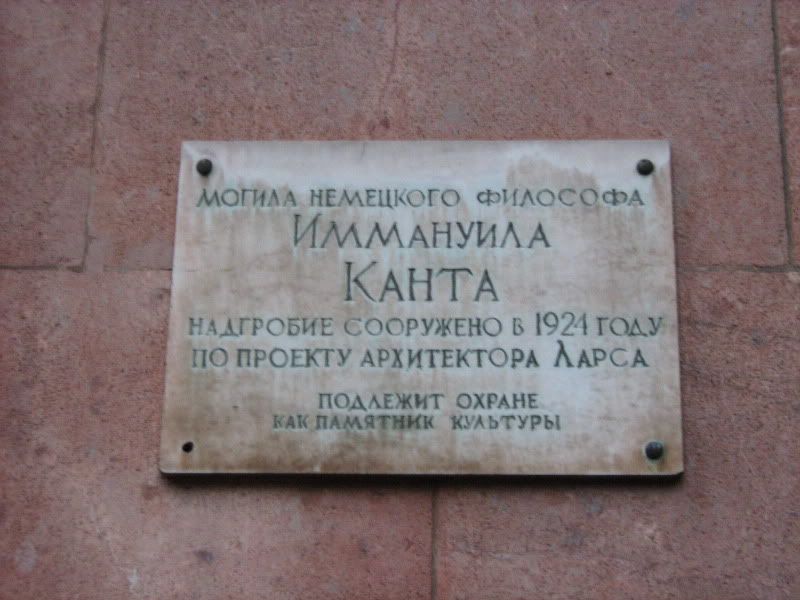 МОГИЛА НЕМЕЦКОГО ФИЛОСОФА
ИММАНУИЛА
КАНТА
НАДГРОБИЕ СООРУЖЕНО В 1924 ГОДУ
ПО ПРОЕКТУ АРХИТЕКТОРА ЛАРСА
ПОДЛЕЖИТ ОХРАНЕ
КАК ПАМЯТНИК КУЛЬТУРЫ